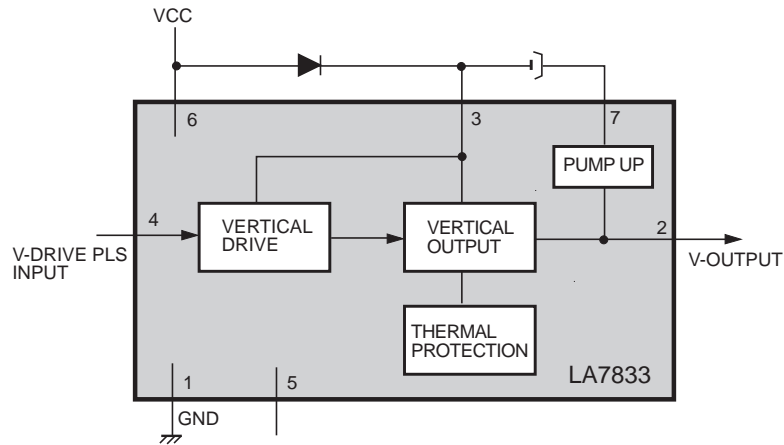 VCC
6
3
7
PUMP UP
4
VERTICAL
DRIVE
VERTICAL
OUTPUT
2
V-DRIVE PLS
INPUT
V-OUTPUT
THERMAL
PROTECTION
LA7833
1
5
GND